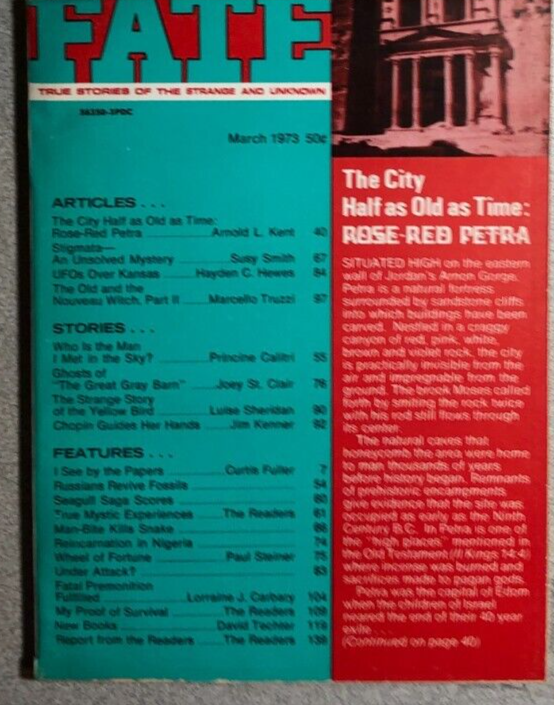 FATE
TRUE STORIES OF THE STRANGE AND UNKNOWN
36350-3PDC
March 1973 50¢
ARTICLES . . .
The City Half as Old as Time:
Rose-Red Petra Arnold L. Kent 40
Stigmata—
An Unsolved Mystery Susy Smith 67
UFOs Over Kansas Hayden C. Hewes 84
The Old and the
Nouveau Witch, Part II Marcello Truzzi 97
STORIES . . .
Who Is the Man
I Met in the Sky? Princine Calitri 55
Ghosts of
"The Great Gray Barn" Joey St. Clair 76
The Strange Story
of the Yellow Bird Luise Sheridan 80
Chopin Guides Her Hands Jim Kenner 92
FEATURES . . .
I See by the Papers Curtis Fuller 7
Russians Revive Fossils 54
Seagull Saga Scores 60
True Mystic Experiences The Readers 61
Man-Bike Kills Snake 66
Reincarnation in Nigeria 74
Wheel of Fortune Paul Steiner 75
Under Attack? 83
Fatal Premonition
Fulfilled Lorraine J. Carbary 104
My Proof of Survival The Readers 109
New Books David Techter 119
Report from the Readers The Readers 139
The City
Half as Old as Time:
ROSE-RED PETRA
SITUATED HIGH on the eastern
wall of Jordan's Arnon Gorge,
Petra is a natural fortress
surrounded by sandstone cliffs
into which buildings have been
carved. Nestled in a craggy
canyon of red, pink, white,
brown and violet rock, the city
is practically invisible from the
air and impregnable from the
ground. The brook Moses called
forth by smiting the rock twice
with his rod still flows through
its center.
The natural caves that
honeycomb the area were home
to man thousands of years
before history began. Remnants
of prehistoric encampments
give evidence that the site was
occupied as early as the Ninth
Century B.C. In Petra is one of
the "high places" mentioned in
the Old Testament (II Kings 14:4)
where incense was burned and
sacrifices made to pagan gods.
Petra was the capital of Edom
when the children of Israel
neared the end of their 40 year
exile . . .
(Continued on page 40)